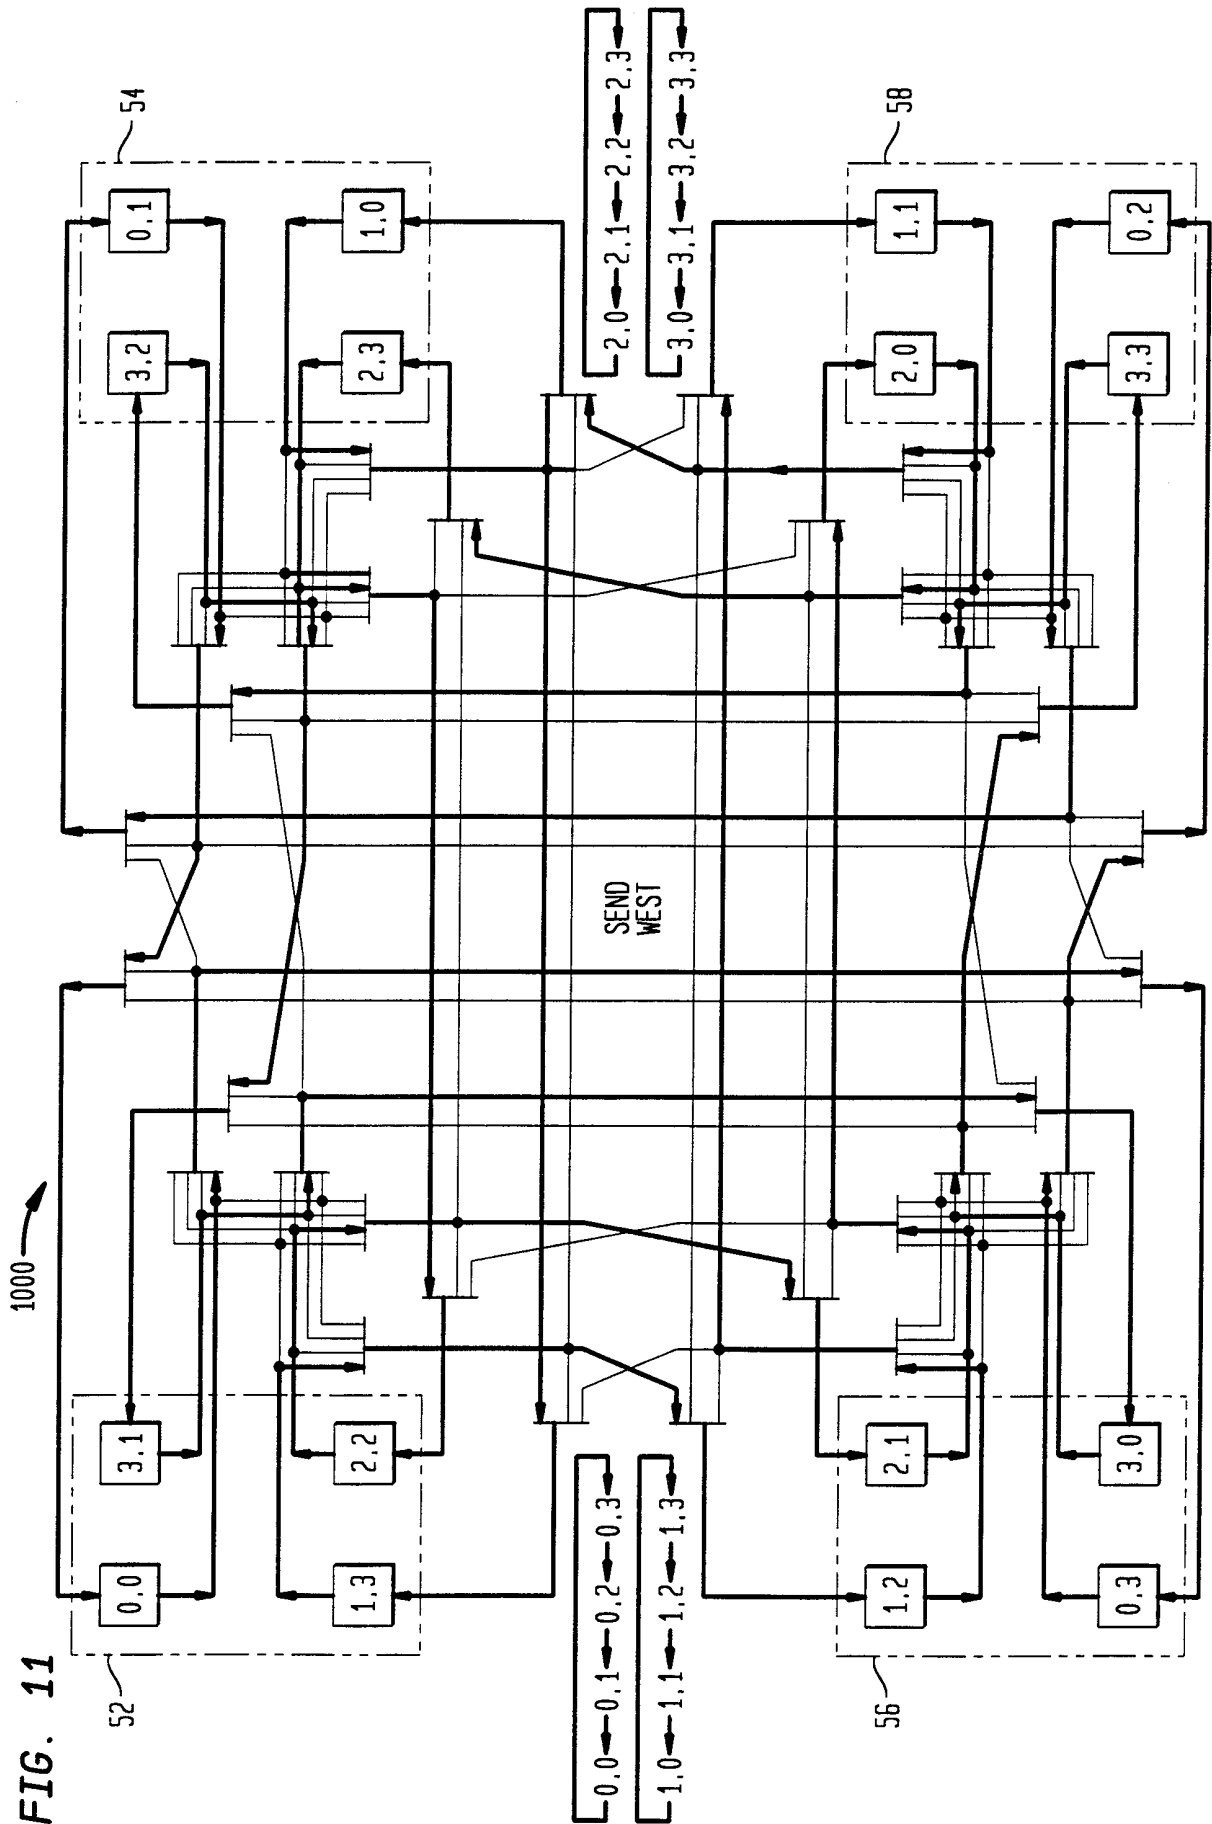 FIG. 11
1000
52
54
0,0 3,1 3,2 0,1
1,3 2,2 2,3 1,0
0,0←0,1←0,2←0,3
1,0←1,1←1,2←1,3
SEND
WEST
2,0←2,1←2,2←2,3
3,0←3,1←3,2←3,3
56
58
1,2 2,1 2,0 1,1
0,3 3,0 3,3 0,2